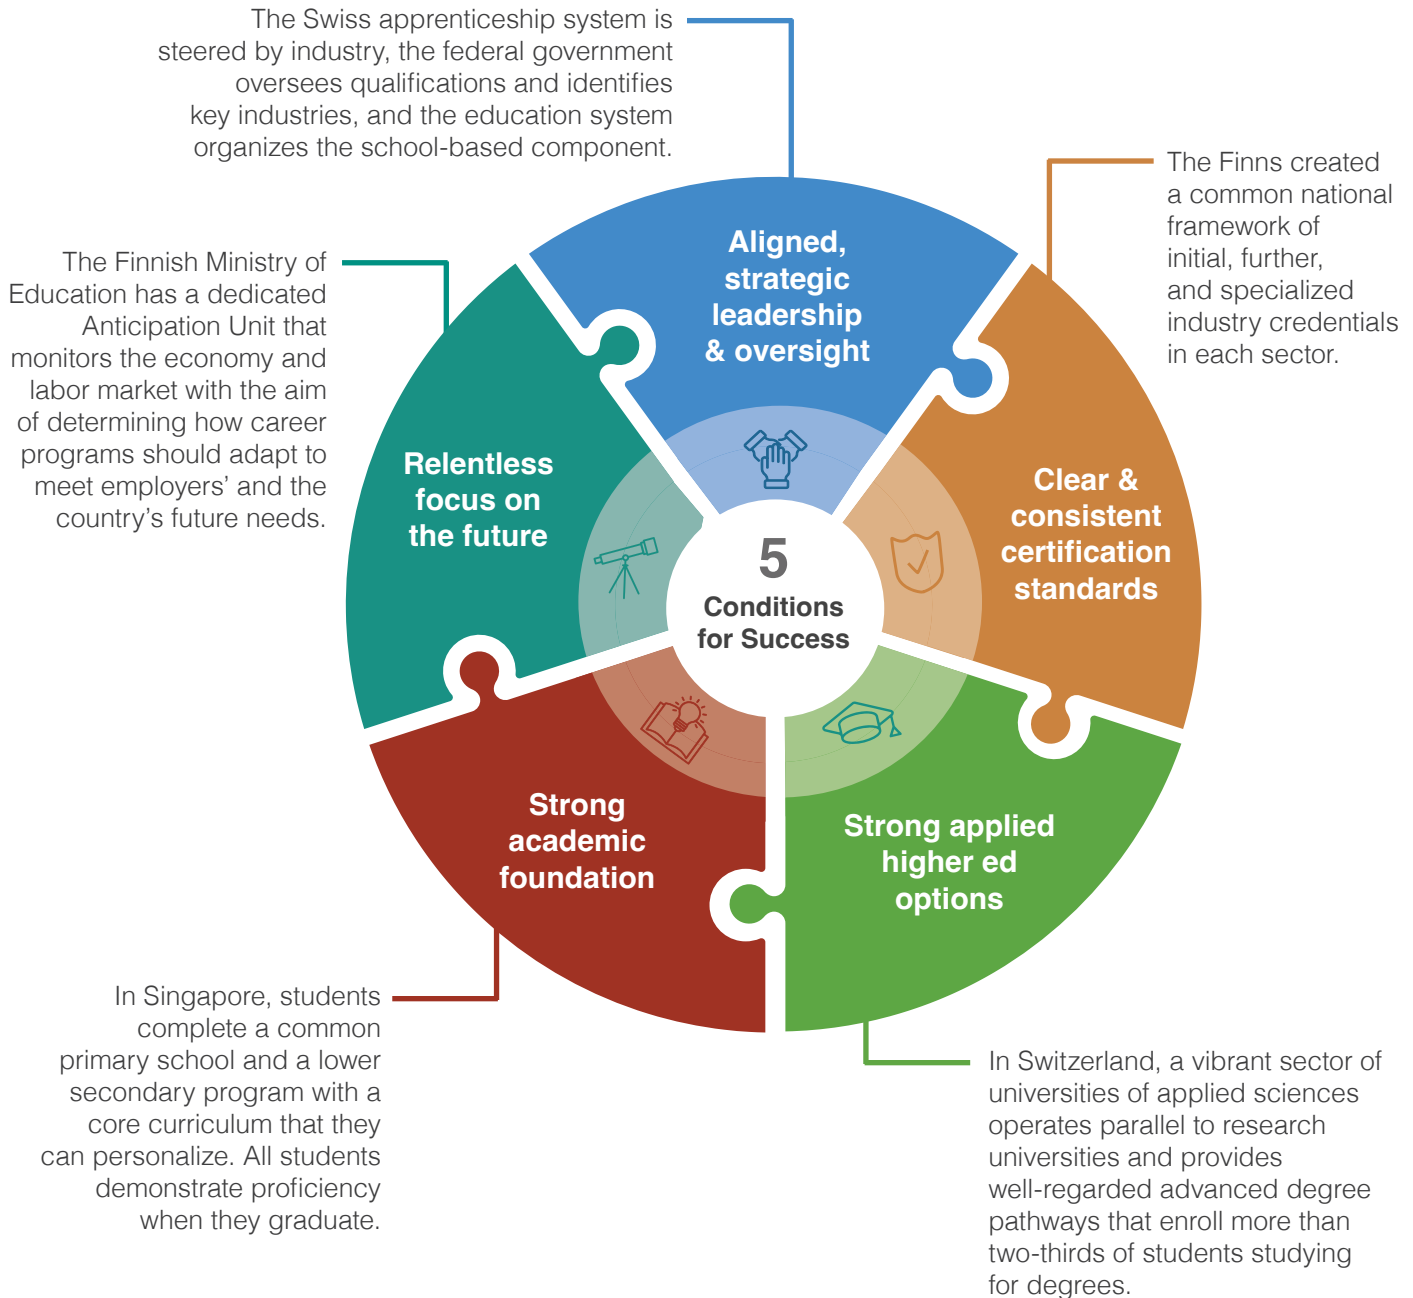 The Swiss apprenticeship system is
steered by industry, the federal government
oversees qualifications and identifies
key industries, and the education system
organizes the school-based component.
The Finns created
a common national
framework of
initial, further,
and specialized
industry credentials
in each sector.
The Finnish Ministry of
Education has a dedicated
Anticipation Unit that
monitors the economy and
labor market with the aim
of determining how career
programs should adapt to
meet employers’ and the
country’s future needs.
Aligned,
strategic
leadership
& oversight
Relentless
focus on
the future
Clear &
consistent
certification
standards
5
Conditions
for Success
Strong
academic
foundation
Strong applied
higher ed
options
In Singapore, students
complete a common
primary school and a lower
secondary program with a
core curriculum that they
can personalize. All students
demonstrate proficiency
when they graduate.
In Switzerland, a vibrant sector of
universities of applied sciences
operates parallel to research
universities and provides
well-regarded advanced degree
pathways that enroll more than
two-thirds of students studying
for degrees.